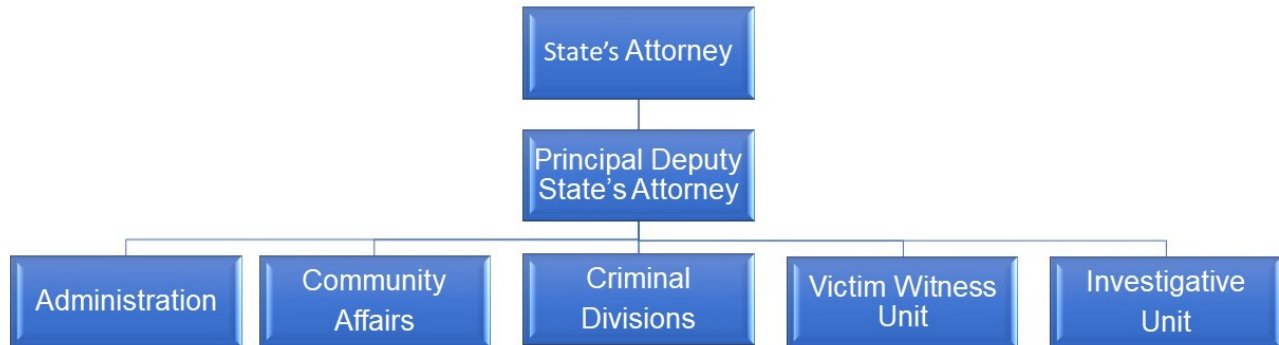 State’s Attorney
Principal Deputy
State’s Attorney
Administration
Community
Affairs
Criminal
Divisions
Victim Witness
Unit
Investigative
Unit